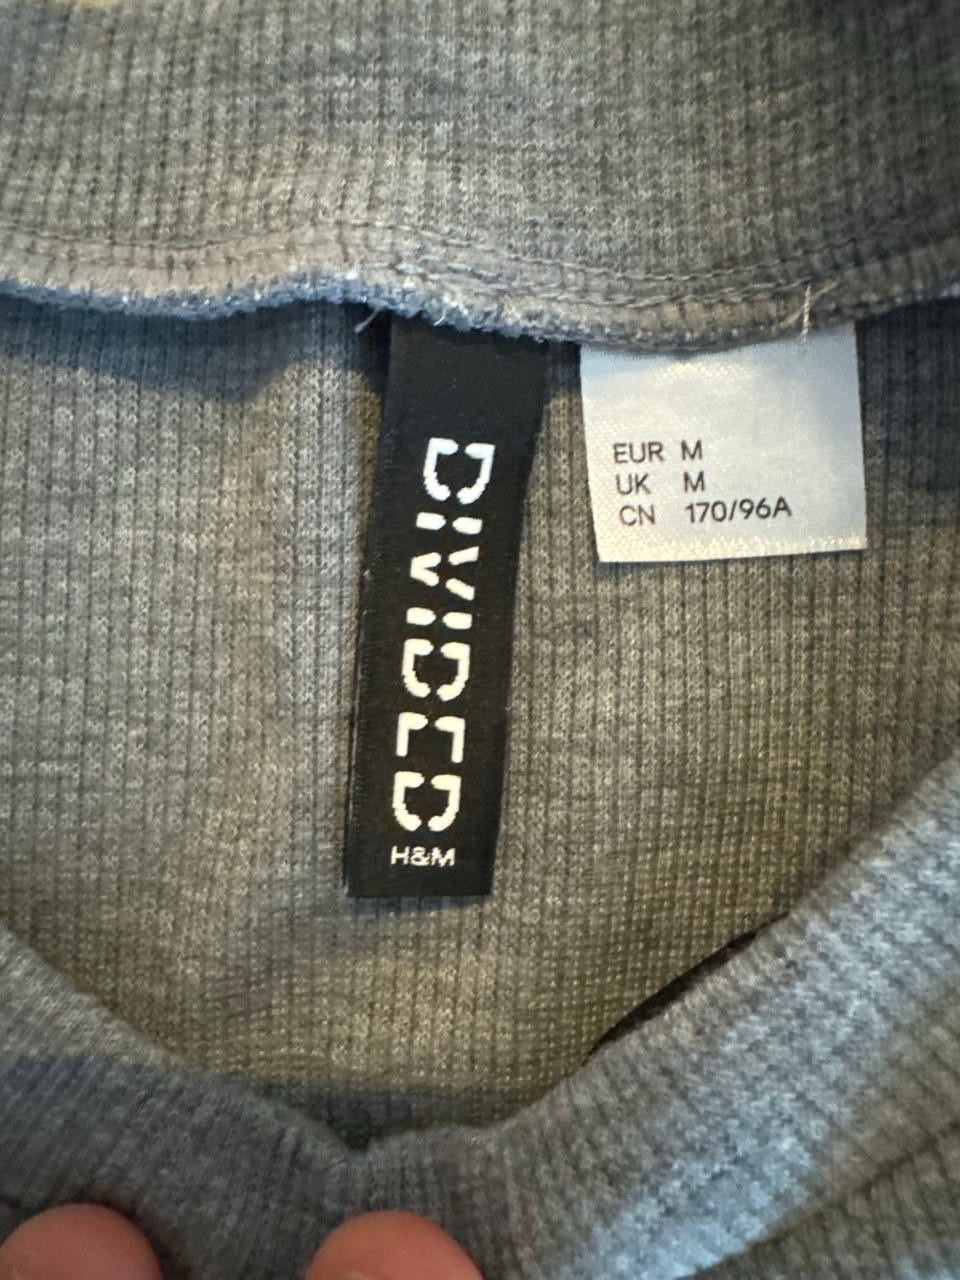 DIVIDED
H&M
EUR M
UK M
CN 170/96A